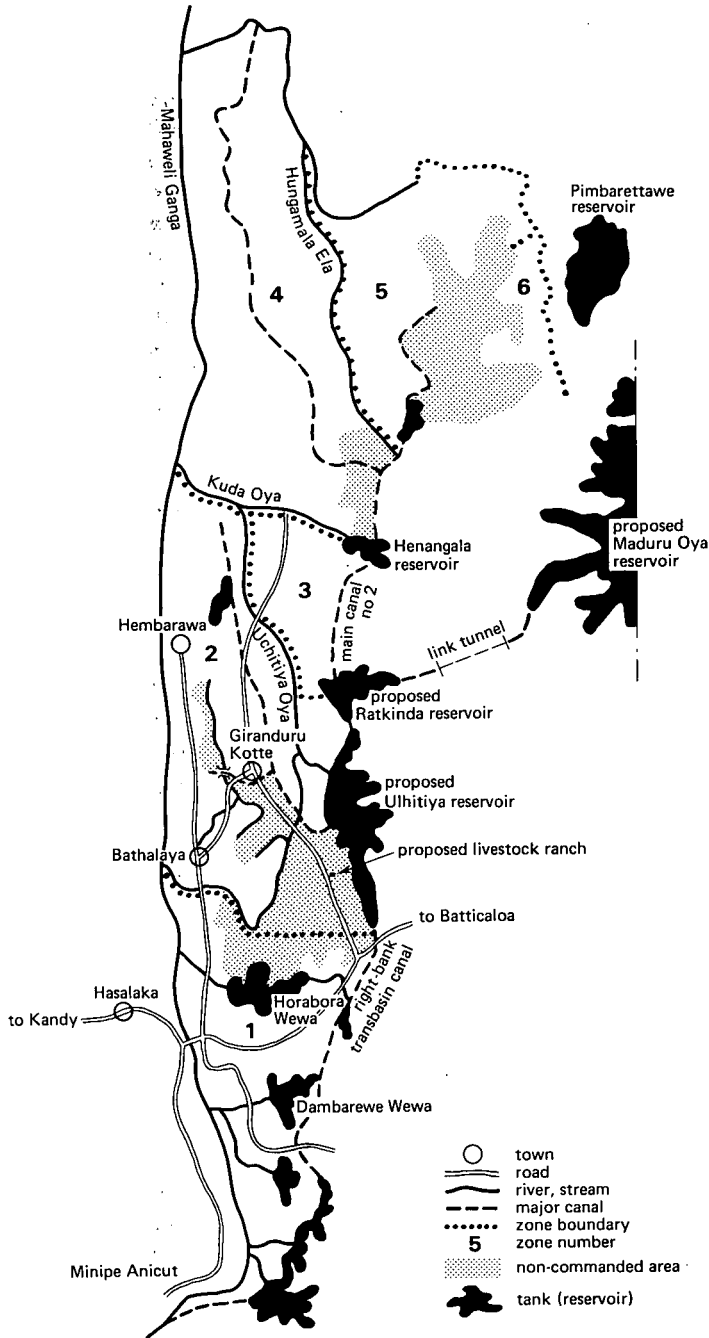 Mahaweli Ganga
Hungamala Ela
Pimbarettawe
reservoir
4
5
6
Kuda Oya
Henangala
reservoir
proposed
Maduru Oya
reservoir
3
main canal
no 2
Hembarawa
2
Uchitiya Oya
link tunnel
proposed
Ratkinda reservoir
Giranduru
Kotte
proposed
Ulhitiya reservoir
Bathalaya
proposed livestock ranch
to Batticaloa
right-bank
transbasin canal
Hasalaka
to Kandy
Horabora
Wewa
1
Dambarewe Wewa
Minipe Anicut
town
road
river, stream
major canal
zone boundary
5 zone number
non-commanded area
tank (reservoir)